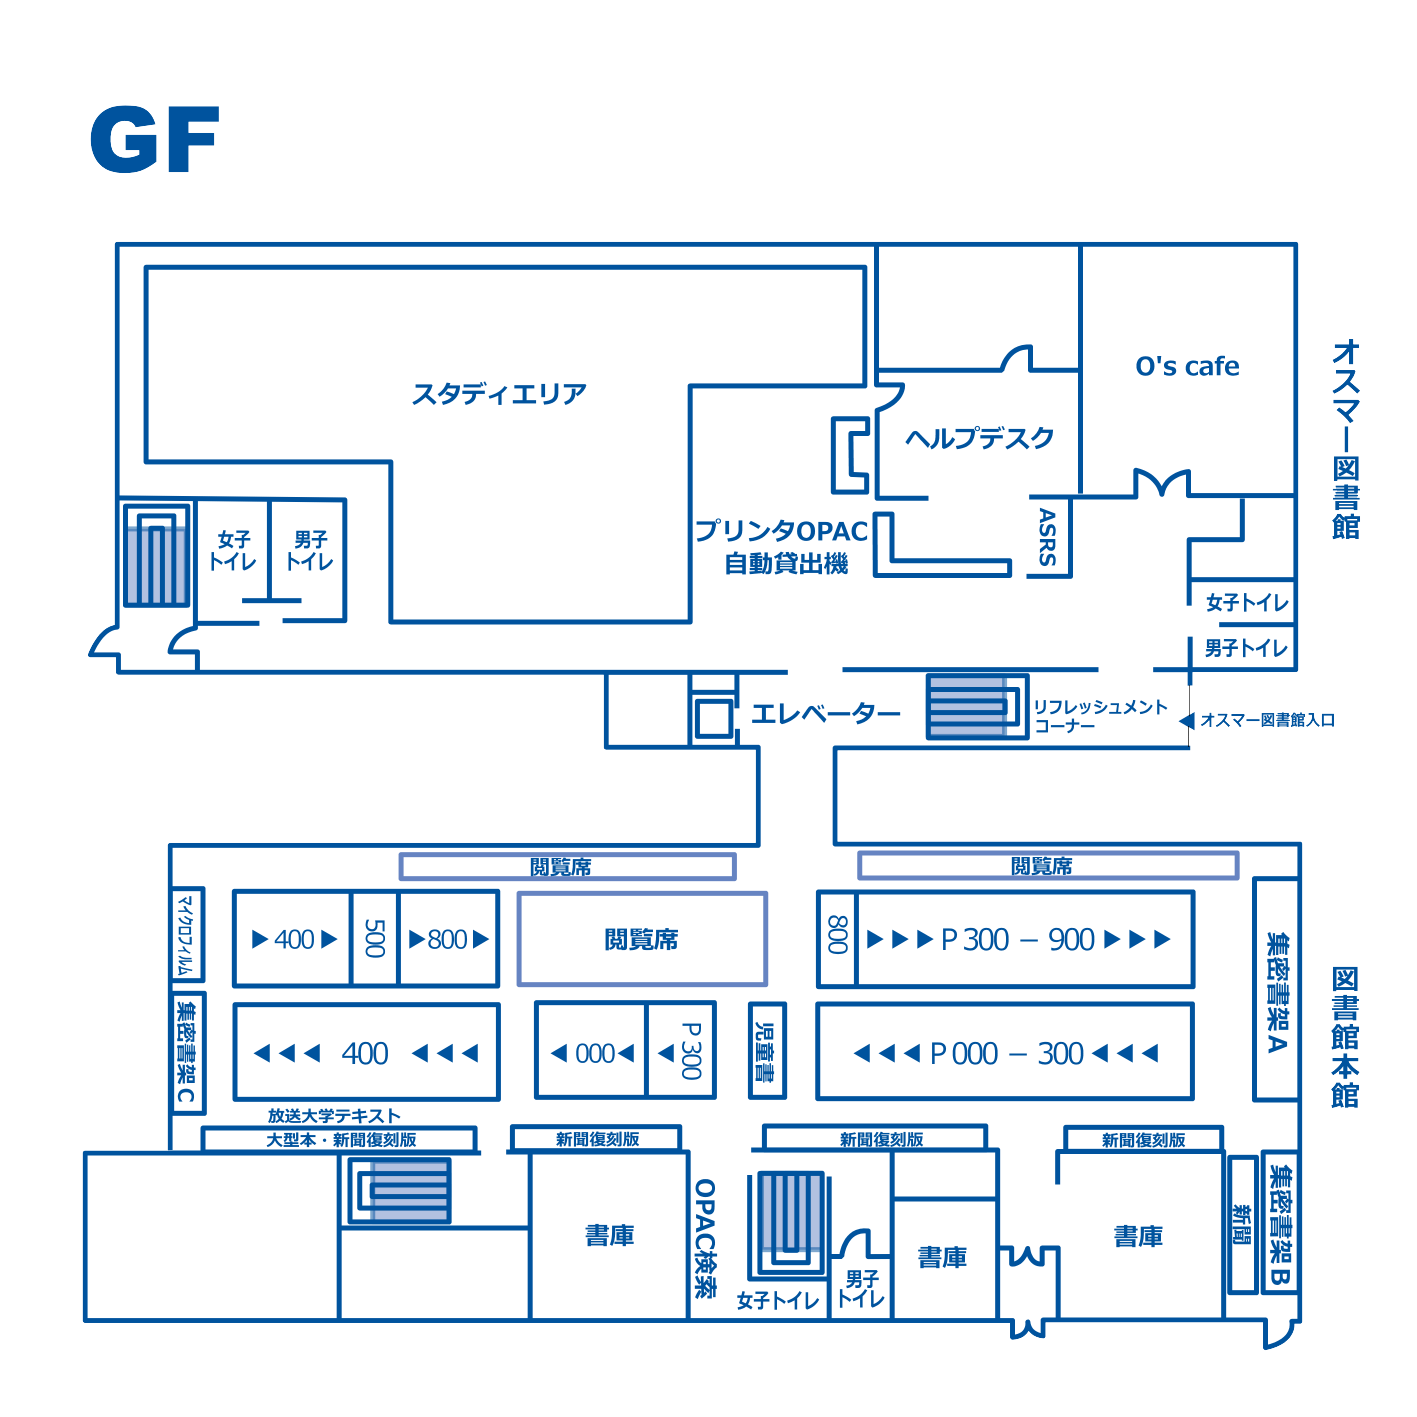 GF
スタディエリア
O's cafe
オスマー図書館
ヘルプデスク
プリンタOPAC
自動貸出機
ASRS
女子
トイレ
男子
トイレ
女子トイレ
男子トイレ
エレベーター
リフレッシュメント
コーナー
◀ オスマー図書館入口
閲覧席
閲覧席
マイクロフィルム
▶ 400 ▶
500
▶ 800 ▶
閲覧席
800
▶ ▶ ▶ P 300 – 900 ▶ ▶ ▶
集密書架 A
図書館本館
集密書架 C
◀ ◀ ◀ 400 ◀ ◀ ◀
◀ 000 ◀
◀ P 300
児童書
◀ ◀ ◀ P 000 – 300 ◀ ◀ ◀
放送大学テキスト
大型本・新聞復刻版
新聞復刻版
新聞復刻版
新聞復刻版
書庫
OPAC検索
女子トイレ
男子
トイレ
書庫
書庫
新聞
集密書架 B